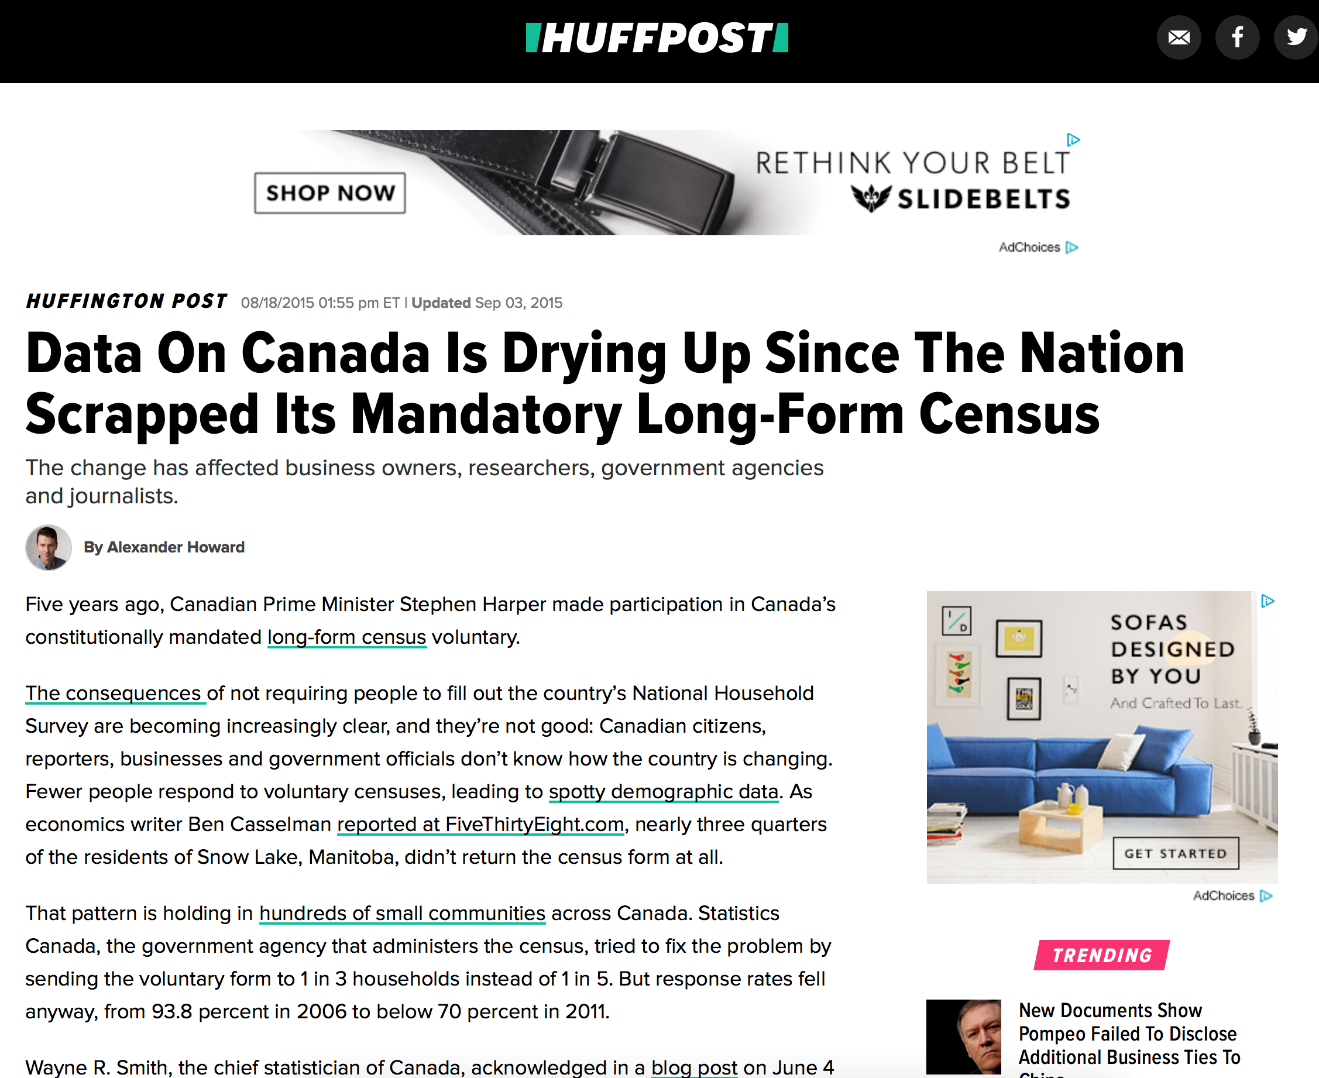 HUFFPOST
SHOP NOW
RETHINK YOUR BELT
SLIDEBELTS
AdChoices
HUFFINGTON POST 08/18/2015 01:55 pm ET | Updated Sep 03, 2015
Data On Canada Is Drying Up Since The Nation
Scrapped Its Mandatory Long-Form Census
The change has affected business owners, researchers, government agencies
and journalists.
By Alexander Howard
Five years ago, Canadian Prime Minister Stephen Harper made participation in Canada’s
constitutionally mandated long-form census voluntary.
The consequences of not requiring people to fill out the country’s National Household
Survey are becoming increasingly clear, and they’re not good: Canadian citizens,
reporters, businesses and government officials don’t know how the country is changing.
Fewer people respond to voluntary censuses, leading to spotty demographic data. As
economics writer Ben Casselman reported at FiveThirtyEight.com, nearly three quarters
of the residents of Snow Lake, Manitoba, didn’t return the census form at all.
That pattern is holding in hundreds of small communities across Canada. Statistics
Canada, the government agency that administers the census, tried to fix the problem by
sending the voluntary form to 1 in 3 households instead of 1 in 5. But response rates fell
anyway, from 93.8 percent in 2006 to below 70 percent in 2011.
Wayne R. Smith, the chief statistician of Canada, acknowledged in a blog post on June 4
I/D
SOFAS
DESIGNED
BY YOU
And Crafted To Last.
GET STARTED
AdChoices
TRENDING
New Documents Show
Pompeo Failed To Disclose
Additional Business Ties To
China